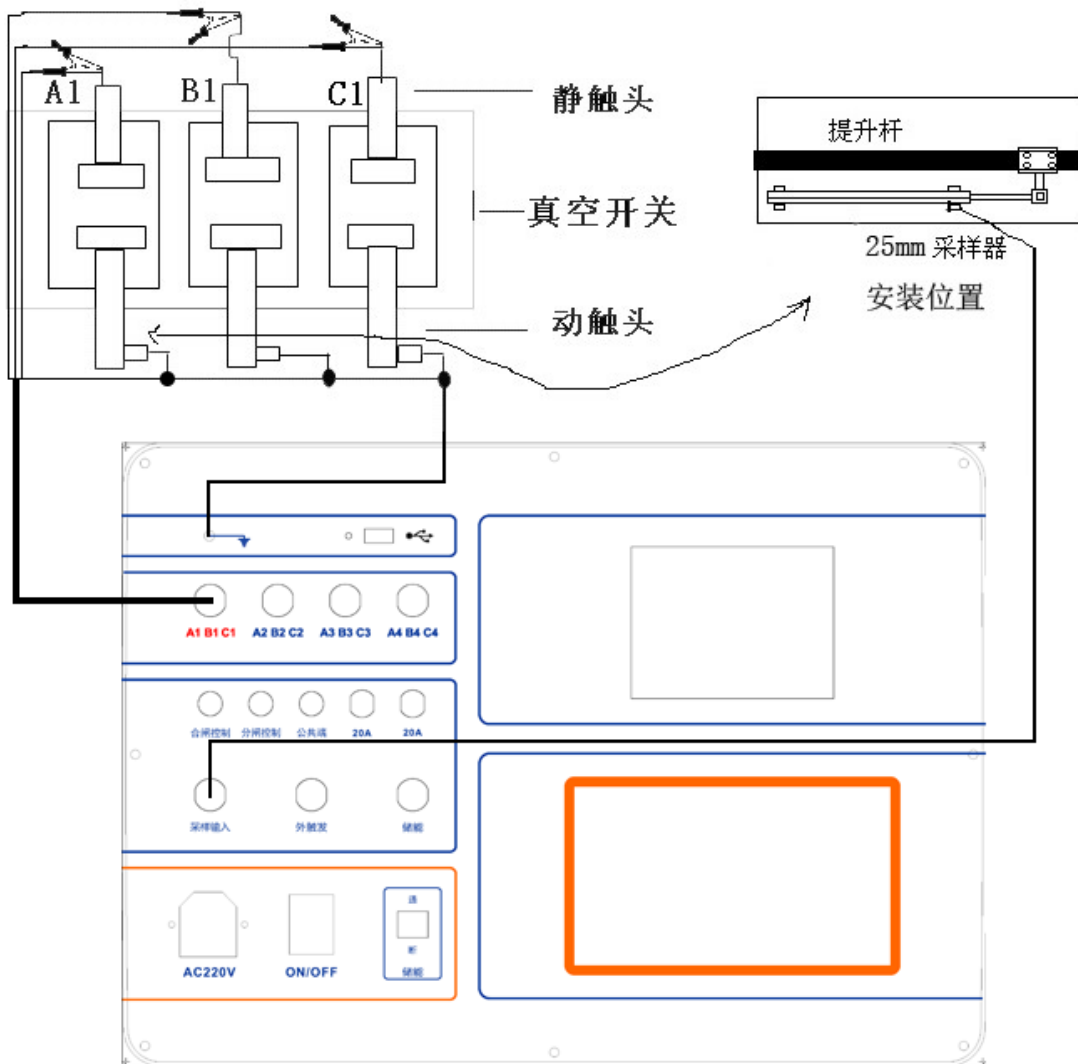 A1 B1 C1
静触头
提升杆
真空开关
25mm 采样器
安装位置
动触头
A1 B1 C1 A2 B2 C2 A3 B3 C3 A4 B4 C4
合闸控制 分闸控制 公共端 20A 20A
采样输入 外触发 储能
通
断
AC220V ON/OFF 储能